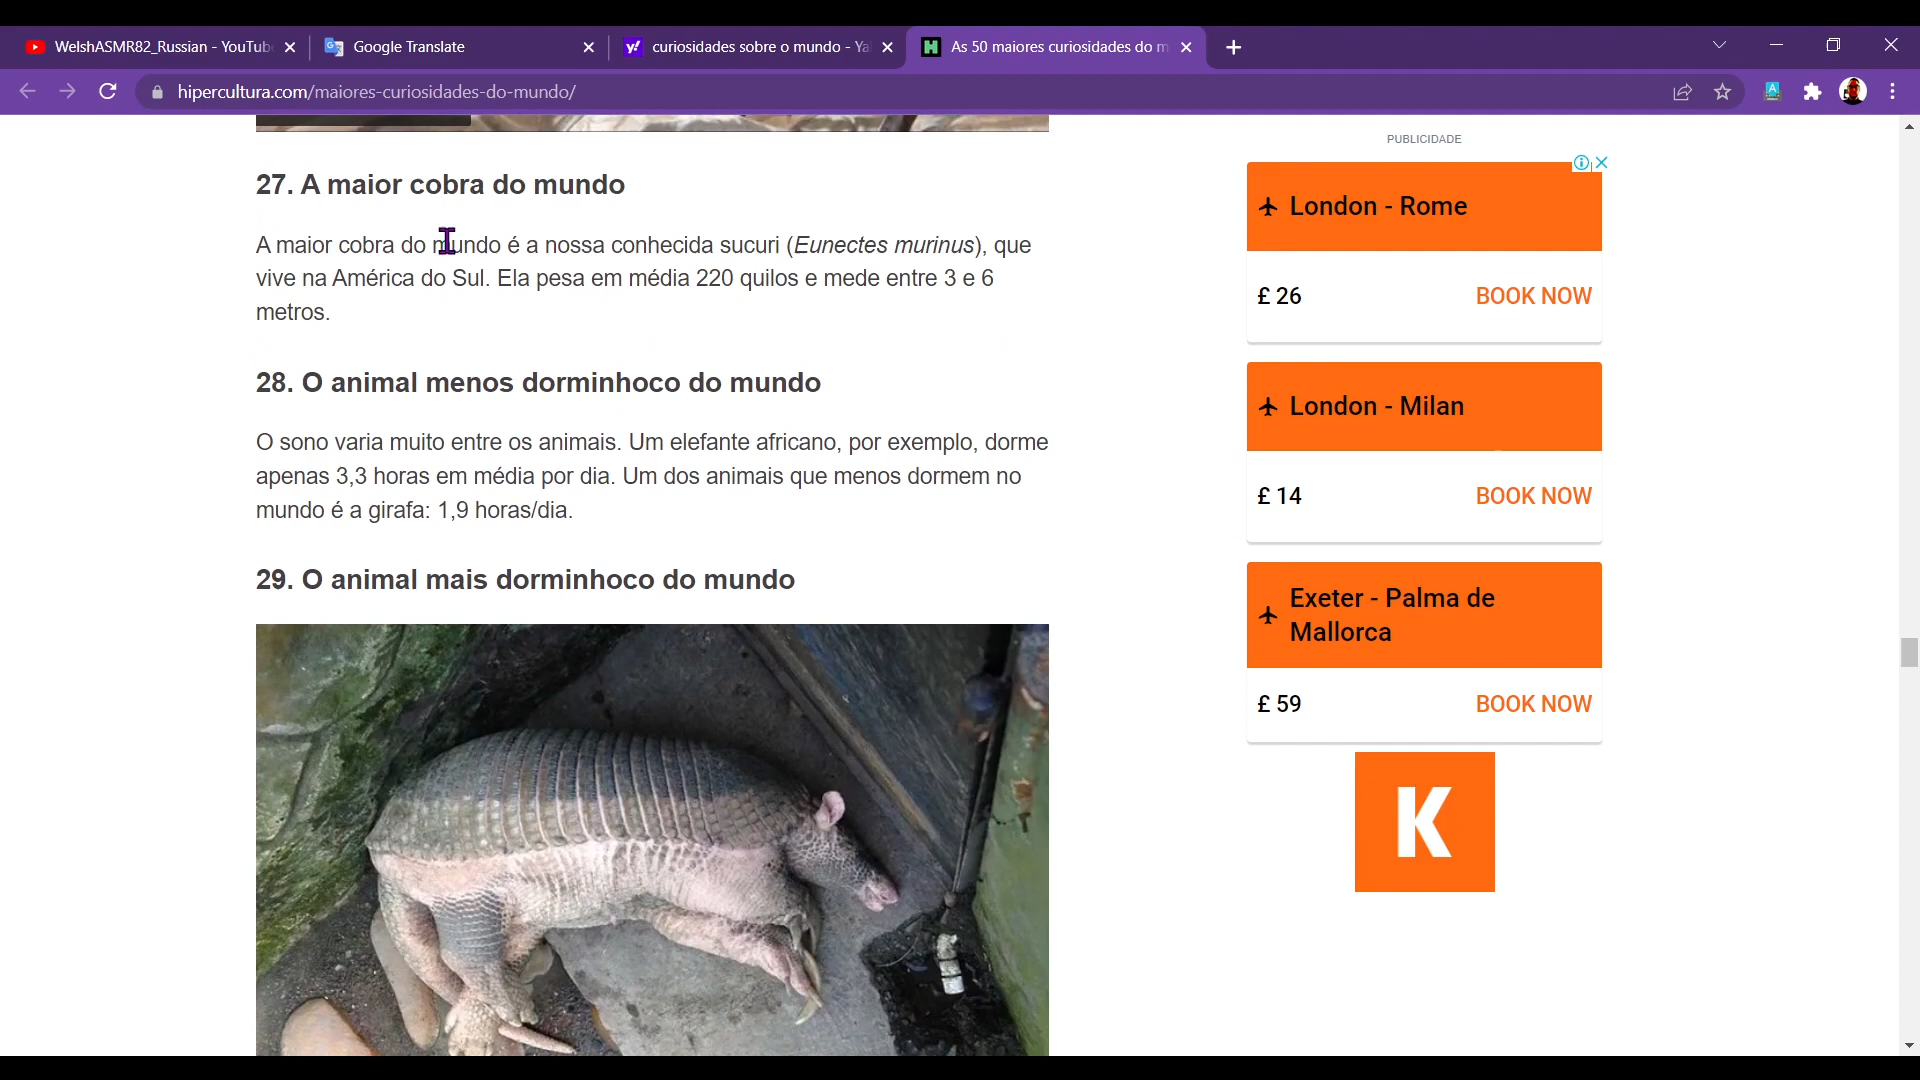 WelshASMR82_Russian - YouTub
Google Translate
curiosidades sobre o mundo - Ya
As 50 maiores curiosidades do m
hipercultura.com/maiores-curiosidades-do-mundo/
27. A maior cobra do mundo
A maior cobra do mundo é a nossa conhecida sucuri (Eunectes murinus), que
vive na América do Sul. Ela pesa em média 220 quilos e mede entre 3 e 6
metros.
28. O animal menos dorminhoco do mundo
O sono varia muito entre os animais. Um elefante africano, por exemplo, dorme
apenas 3,3 horas em média por dia. Um dos animais que menos dormem no
mundo é a girafa: 1,9 horas/dia.
29. O animal mais dorminhoco do mundo
PUBLICIDADE
London - Rome
£ 26
BOOK NOW
London - Milan
£ 14
BOOK NOW
Exeter - Palma de
Mallorca
£ 59
BOOK NOW
K